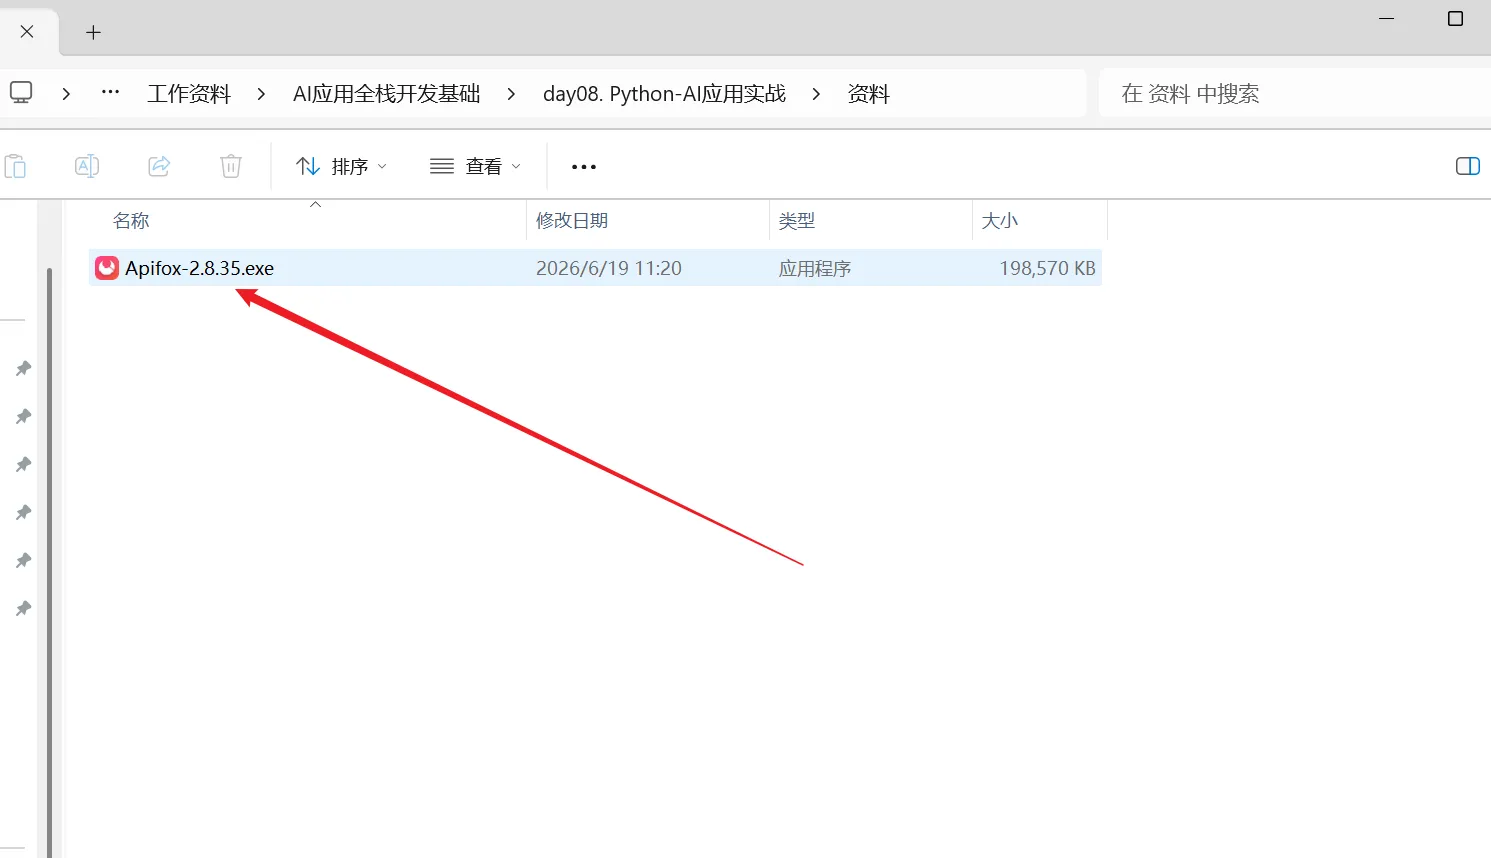 工作资料 > AI应用全栈开发基础 > day08. Python-AI应用实战 > 资料
在 资料 中搜索
排序 查看
名称 修改日期 类型 大小
Apifox-2.8.35.exe 2026/6/19 11:20 应用程序 198,570 KB